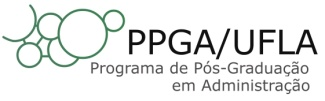 PPGA/UFLA
Programa de Pós-Graduação
em Administração